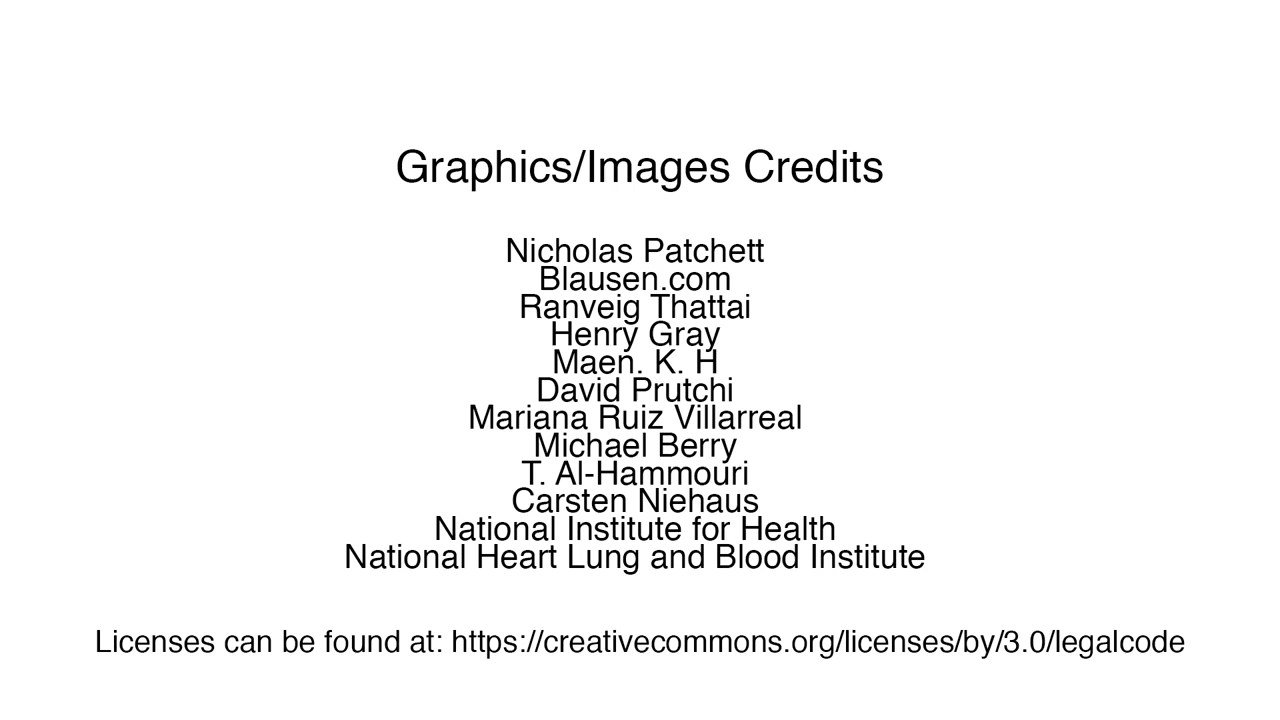 Graphics/Images Credits
Nicholas Patchett
Blausen.com
Ranveig Thattai
Henry Gray
Maen. K. H
David Prutchi
Mariana Ruiz Villarreal
Michael Berry
T. Al-Hammouri
Carsten Niehaus
National Institute for Health
National Heart Lung and Blood Institute
Licenses can be found at: https://creativecommons.org/licenses/by/3.0/legalcode